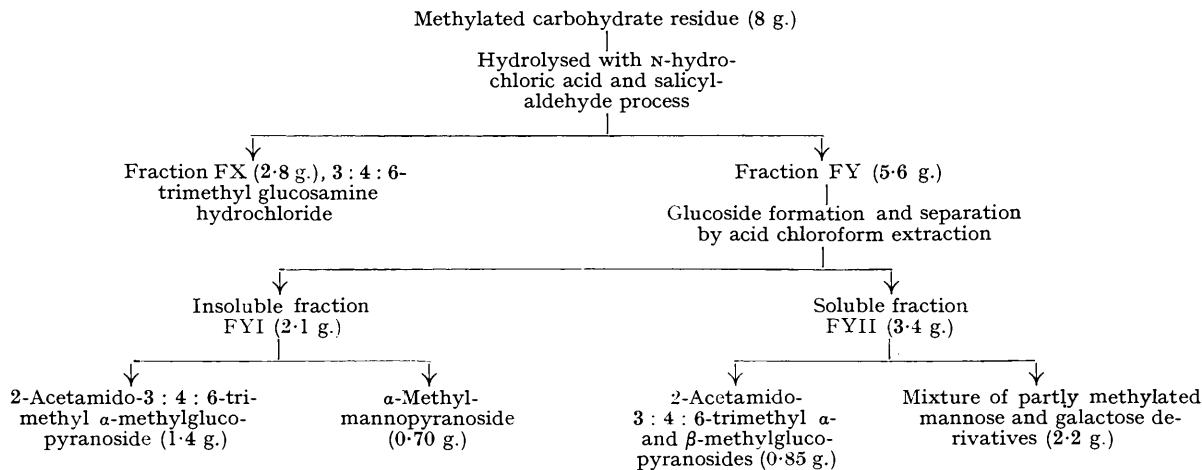 Methylated carbohydrate residue (8 g.)
Hydrolysed with N-hydro-
chloric acid and salicyl-
aldehyde process
Fraction FX (2·8 g.), 3 : 4 : 6-
trimethyl glucosamine
hydrochloride
Fraction FY (5·6 g.)
Glucoside formation and separation
by acid chloroform extraction
Insoluble fraction
FYI (2·1 g.)
Soluble fraction
FYII (3·4 g.)
2-Acetamido-3 : 4 : 6-tri-
methyl α-methylgluco-
pyranoside (1·4 g.)
α-Methyl-
mannopyranoside
(0·70 g.)
2-Acetamido-
3 : 4 : 6-trimethyl α-
and β-methylgluco-
pyranosides (0·85 g.)
Mixture of partly methylated
mannose and galactose de-
rivatives (2·2 g.)